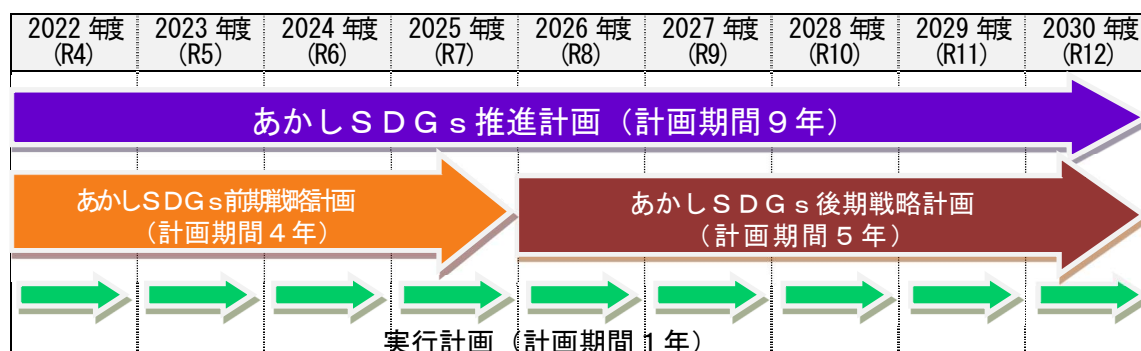 2022 年度 2023 年度 2024 年度 2025 年度 2026 年度 2027 年度 2028 年度 2029 年度 2030 年度
(R4) (R5) (R6) (R7) (R8) (R9) (R10) (R11) (R12)
あかしＳＤＧｓ推進計画（計画期間９年）
あかしＳＤＧｓ前期戦略計画
（計画期間４年）
あかしＳＤＧｓ後期戦略計画
（計画期間５年）
実行計画（計画期間１年）